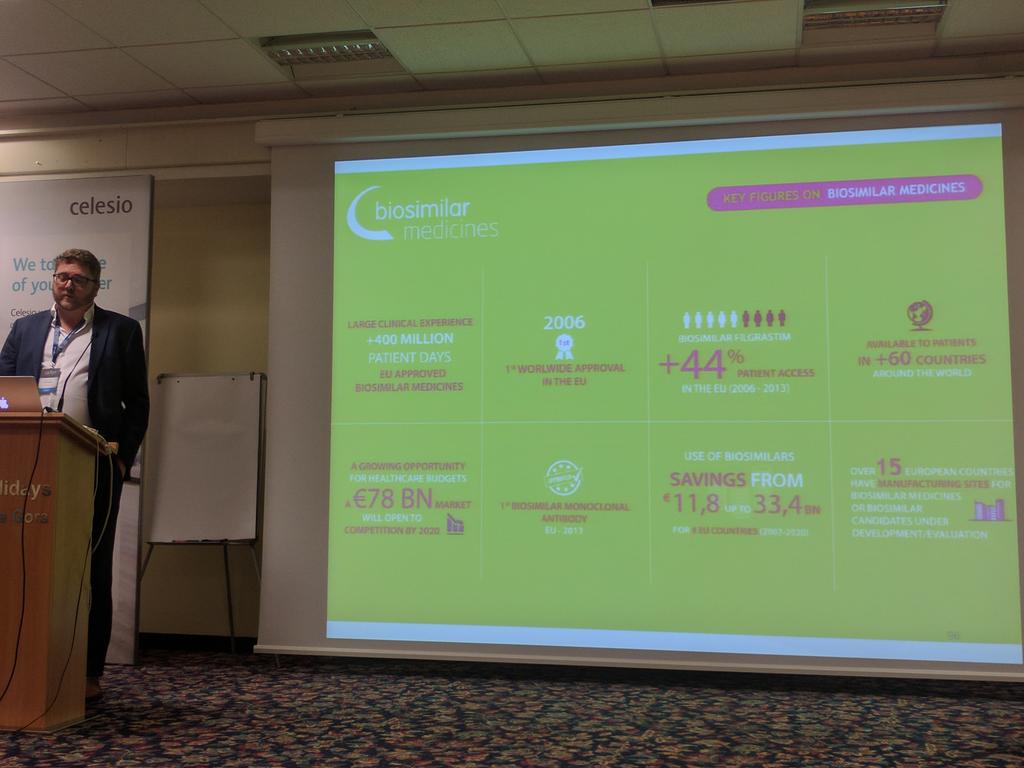 celesio
We to e
of you er
Celesio
lidays
Gora
biosimilar
medicines
KEY FIGURES ON BIOSIMILAR MEDICINES
LARGE CLINICAL EXPERIENCE
+400 MILLION
PATIENT DAYS
EU APPROVED
BIOSIMILAR MEDICINES
2006
1st
1st WORLWIDE APPROVAL
IN THE EU
BIOSIMILAR FILGRASTIM
+44% PATIENT ACCESS
IN THE EU (2006 - 2013)
AVAILABLE TO PATIENTS
IN +60 COUNTRIES
AROUND THE WORLD
A GROWING OPPORTUNITY
FOR HEALTHCARE BUDGETS
A €78 BN MARKET
WILL OPEN TO
COMPETITION BY 2020
1st BIOSIMILAR MONOCLONAL
ANTIBODY
EU - 2013
USE OF BIOSIMILARS
SAVINGS FROM
€11,8 UP TO 33,4 BN
FOR 8 EU COUNTRIES (2007-2020)
OVER 15 EUROPEAN COUNTRIES
HAVE MANUFACTURING SITES FOR
BIOSIMILAR MEDICINES
OR BIOSIMILAR
CANDIDATES UNDER
DEVELOPMENT/EVALUATION